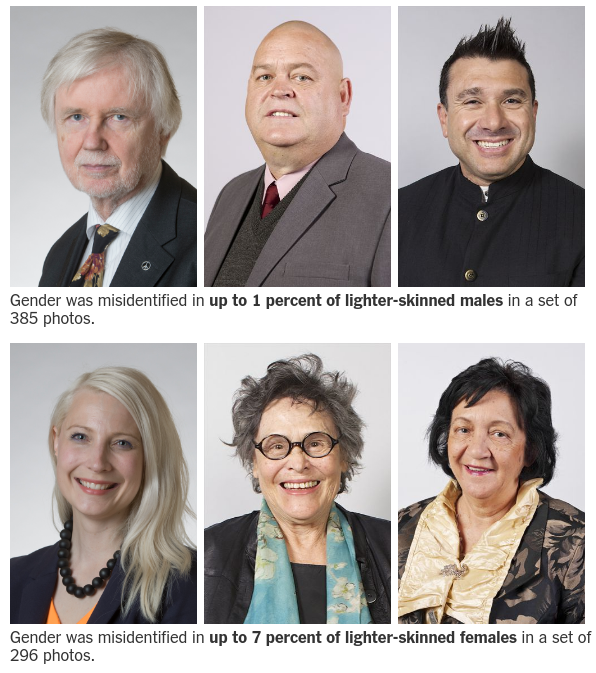 Gender was misidentified in up to 1 percent of lighter-skinned males in a set of
385 photos.
Gender was misidentified in up to 7 percent of lighter-skinned females in a set of
296 photos.